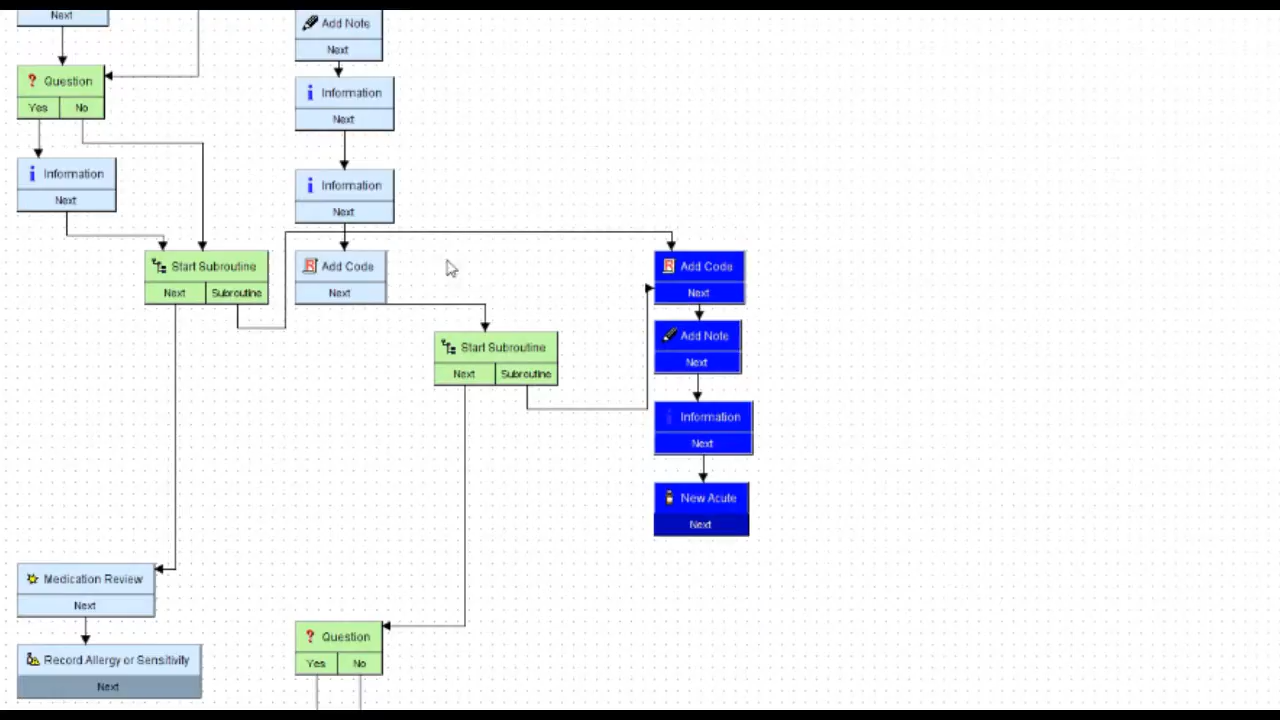 Next
Add Note
Next
Question
Yes No
Information
Next
Information
Next
Information
Next
Start Subroutine
Next Subroutine
Add Code
Next
Add Code
Next
Start Subroutine
Next Subroutine
Add Note
Next
Information
Next
New Acute
Next
Medication Review
Next
Question
Yes No
Record Allergy or Sensitivity
Next